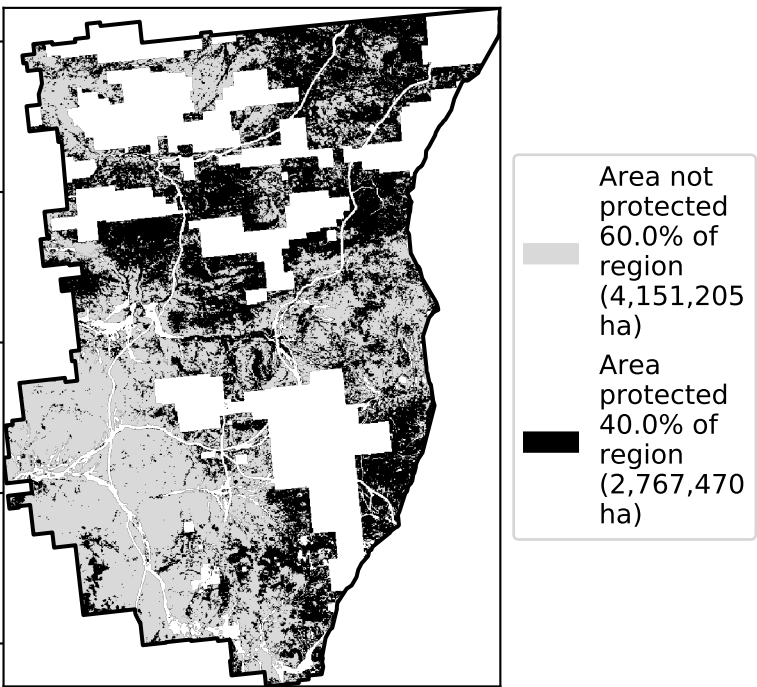 Area not
protected
60.0% of
region
(4,151,205
ha)
Area
protected
40.0% of
region
(2,767,470
ha)